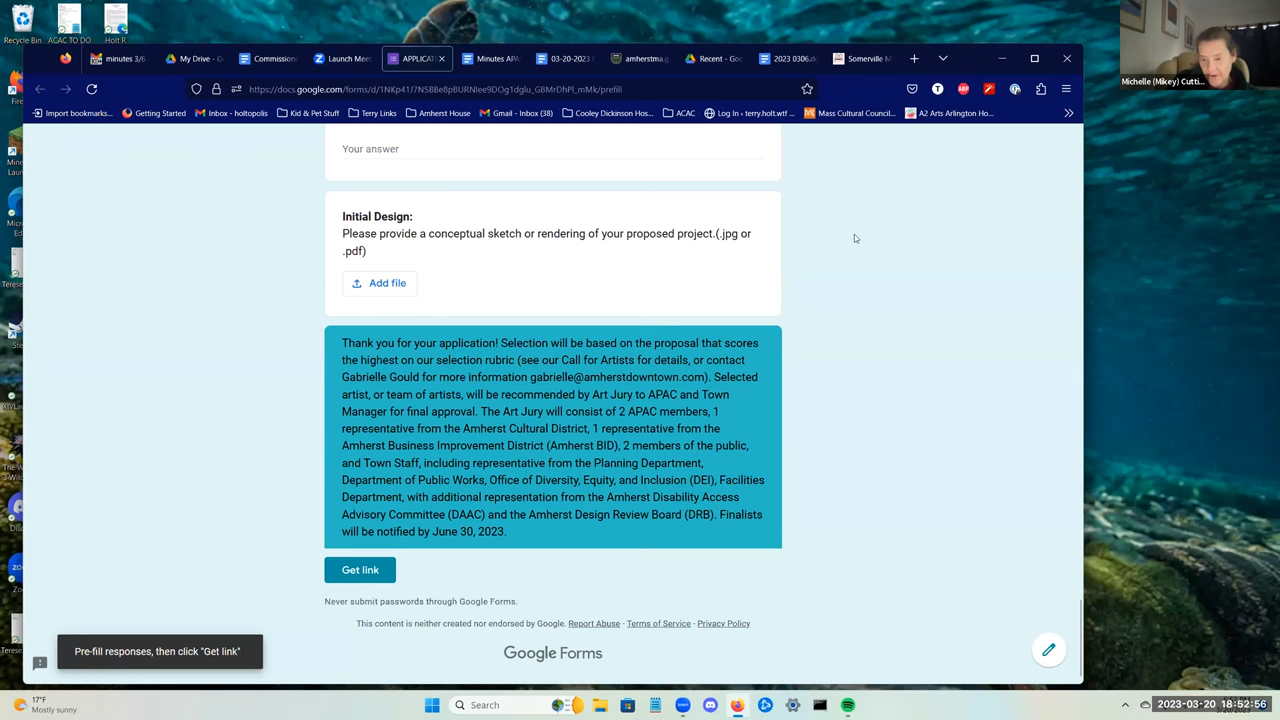 Recycle Bin
ACAC TO DO
Holt R
minutes 3/6
My Drive - G
Commission
Launch Meet
APPLICAT
Minutes APA
03-20-2023
amherstma.g
Recent - Goo
2023 0306.do
Somerville M
https://docs.google.com/forms/d/
/prefill
Import bookmarks...
Getting Started
Inbox - holtopolis
Kid & Pet Stuff
Terry Links
Amherst House
Gmail - Inbox (38)
Cooley Dickinson Hos...
ACAC
Log In ‹ terry.holt.wtf ...
Mass Cultural Council...
A2 Arts Arlington Ho...
Michelle (Mikey) Cutti...
Your answer
Initial Design:
Please provide a conceptual sketch or rendering of your proposed project.(.jpg or
.pdf)
Add file
Thank you for your application! Selection will be based on the proposal that scores
the highest on our selection rubric (see our Call for Artists for details, or contact
Gabrielle Gould for more information gabrielle@amherstdowntown.com). Selected
artist, or team of artists, will be recommended by Art Jury to APAC and Town
Manager for final approval. The Art Jury will consist of 2 APAC members, 1
representative from the Amherst Cultural District, 1 representative from the
Amherst Business Improvement District (Amherst BID), 2 members of the public,
and Town Staff, including representative from the Planning Department,
Department of Public Works, Office of Diversity, Equity, and Inclusion (DEI), Facilities
Department, with additional representation from the Amherst Disability Access
Advisory Committee (DAAC) and the Amherst Design Review Board (DRB). Finalists
will be notified by June 30, 2023.
Get link
Never submit passwords through Google Forms.
This content is neither created nor endorsed by Google. Report Abuse - Terms of Service - Privacy Policy
Google Forms
Pre-fill responses, then click "Get link"
17°F
Mostly sunny
Search
2023-03-20 18:52:56